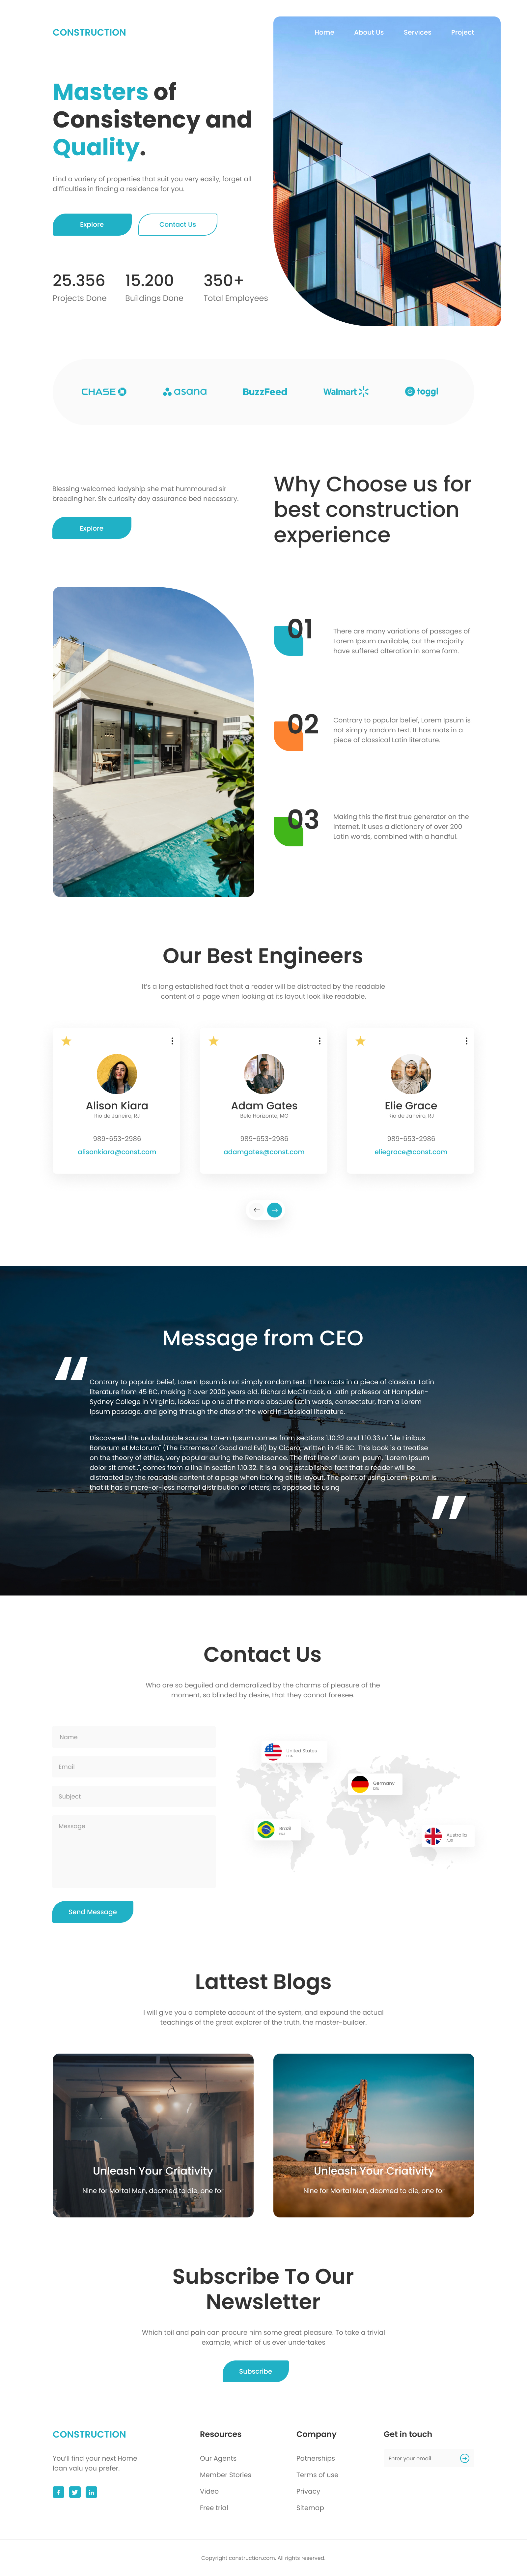 CONSTRUCTION
Home
About Us
Services
Project
Masters of
Consistency and
Quality.
Find a variery of properties that suit you very easily, forget all
difficulties in finding a residence for you.
Explore
Contact Us
25.356
15.200
350+
Projects Done
Buildings Done
Total Employees
CHASE
asana
BuzzFeed
Walmart
toggl
Blessing welcomed ladyship she met hummoured sir
breeding her. Six curiosity day assurance bed necessary.
Explore
Why Choose us for
best construction
experience
01
There are many variations of passages of
Lorem Ipsum available, but the majority
have suffered alteration in some form.
02
Contrary to popular belief, Lorem Ipsum is
not simply random text. It has roots in a
piece of classical Latin literature.
03
Making this the first true generator on the
Internet. It uses a dictionary of over 200
Latin words, combined with a handful.
Our Best Engineers
It's a long established fact that a reader will be distracted by the readable
content of a page when looking at its layout look like readable.
Alison Kiara
Rio de Janeiro, RJ
989-653-2986
alisonkiara@const.com
Adam Gates
Belo Horizonte, MG
989-653-2986
adamgates@const.com
Elie Grace
Rio de Janeiro, RJ
989-653-2986
eliegrace@const.com
Message from CEO
Contrary to popular belief, Lorem Ipsum is not simply random text. It has roots in a piece of classical Latin
literature from 45 BC, making it over 2000 years old. Richard McClintock, a Latin professor at Hampden-
Sydney College in Virginia, looked up one of the more obscure Latin words, consectetur, from a Lorem
Ipsum passage, and going through the cites of the word in classical literature.
Discovered the undoubtable source. Lorem Ipsum comes from sections 1.10.32 and 1.10.33 of "de Finibus
Bonorum et Malorum" (The Extremes of Good and Evil) by Cicero, written in 45 BC. This book is a treatise
on the theory of ethics, very popular during the Renaissance. The first line of Lorem Ipsum, "Lorem ipsum
dolor sit amet..", comes from a line in section 1.10.32. It is a long established fact that a reader will be
distracted by the readable content of a page when looking at its layout. The point of using Lorem Ipsum is
that it has a more-or-less normal distribution of letters, as opposed to using
Contact Us
Who are so beguiled and demoralized by the charms of pleasure of the
moment, so blinded by desire, that they cannot foresee.
Name
Email
Subject
Message
Send Message
United States
USA
Germany
Brazil
Australia
Lattest Blogs
I will give you a complete account of the system, and expound the actual
teachings of the great explorer of the truth, the master-builder.
Unleash Your Criativity
Nine for Mortal Men, doomed to die, one for
Unleash Your Criativity
Nine for Mortal Men, doomed to die, one for
Subscribe To Our
Newsletter
Which toil and pain can procure him some great pleasure. To take a trivial
example, which of us ever undertakes
Subscribe
CONSTRUCTION
You'll find your next Home
loan valu you prefer.
Resources
Our Agents
Member Stories
Video
Free trial
Company
Patnerships
Terms of use
Privacy
Sitemap
Get in touch
Enter your email
Copyright construction.com. All rights reserved.